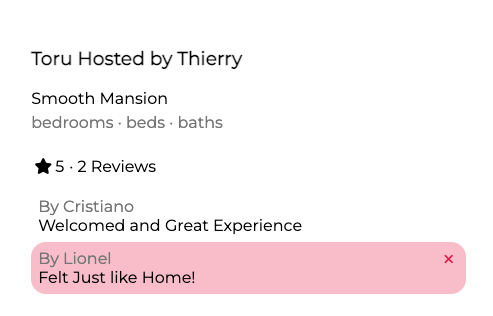 Toru Hosted by Thierry
Smooth Mansion
bedrooms · beds · baths
★ 5 · 2 Reviews
By Cristiano
Welcomed and Great Experience
By Lionel ×
Felt Just like Home!